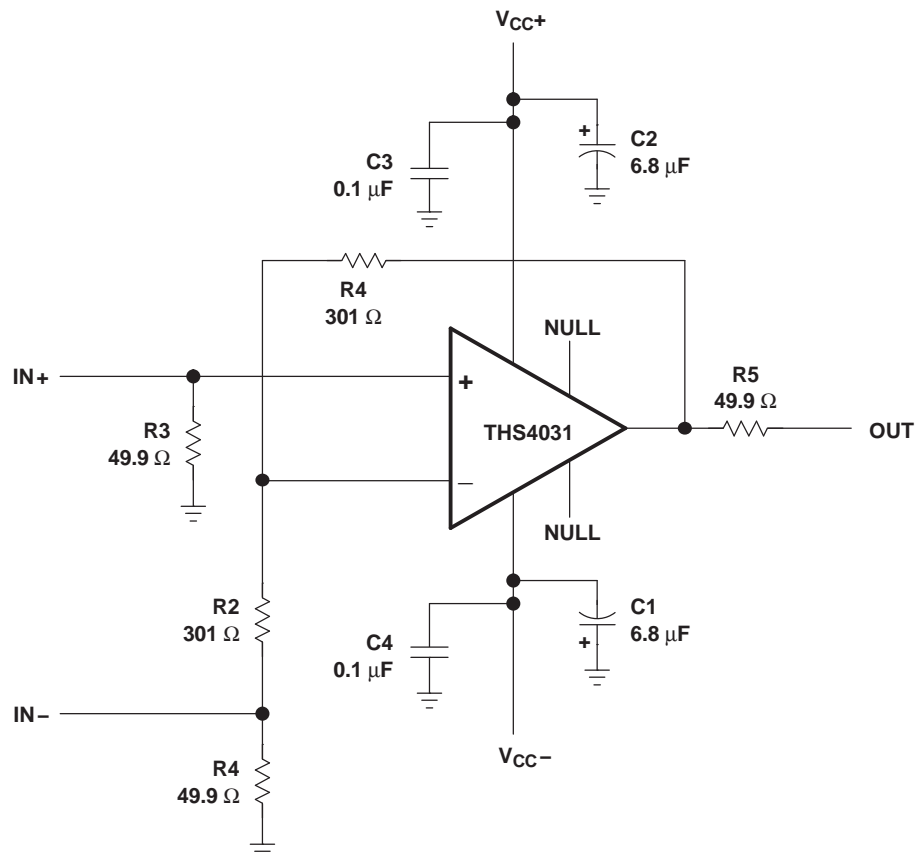 VCC+
C3
0.1 μF
+
C2
6.8 μF
R4
301 Ω
NULL
IN+
+
R5
49.9 Ω
R3
49.9 Ω
THS4031
OUT
−
NULL
R2
301 Ω
C4
0.1 μF
C1
6.8 μF
+
IN−
VCC−
R4
49.9 Ω